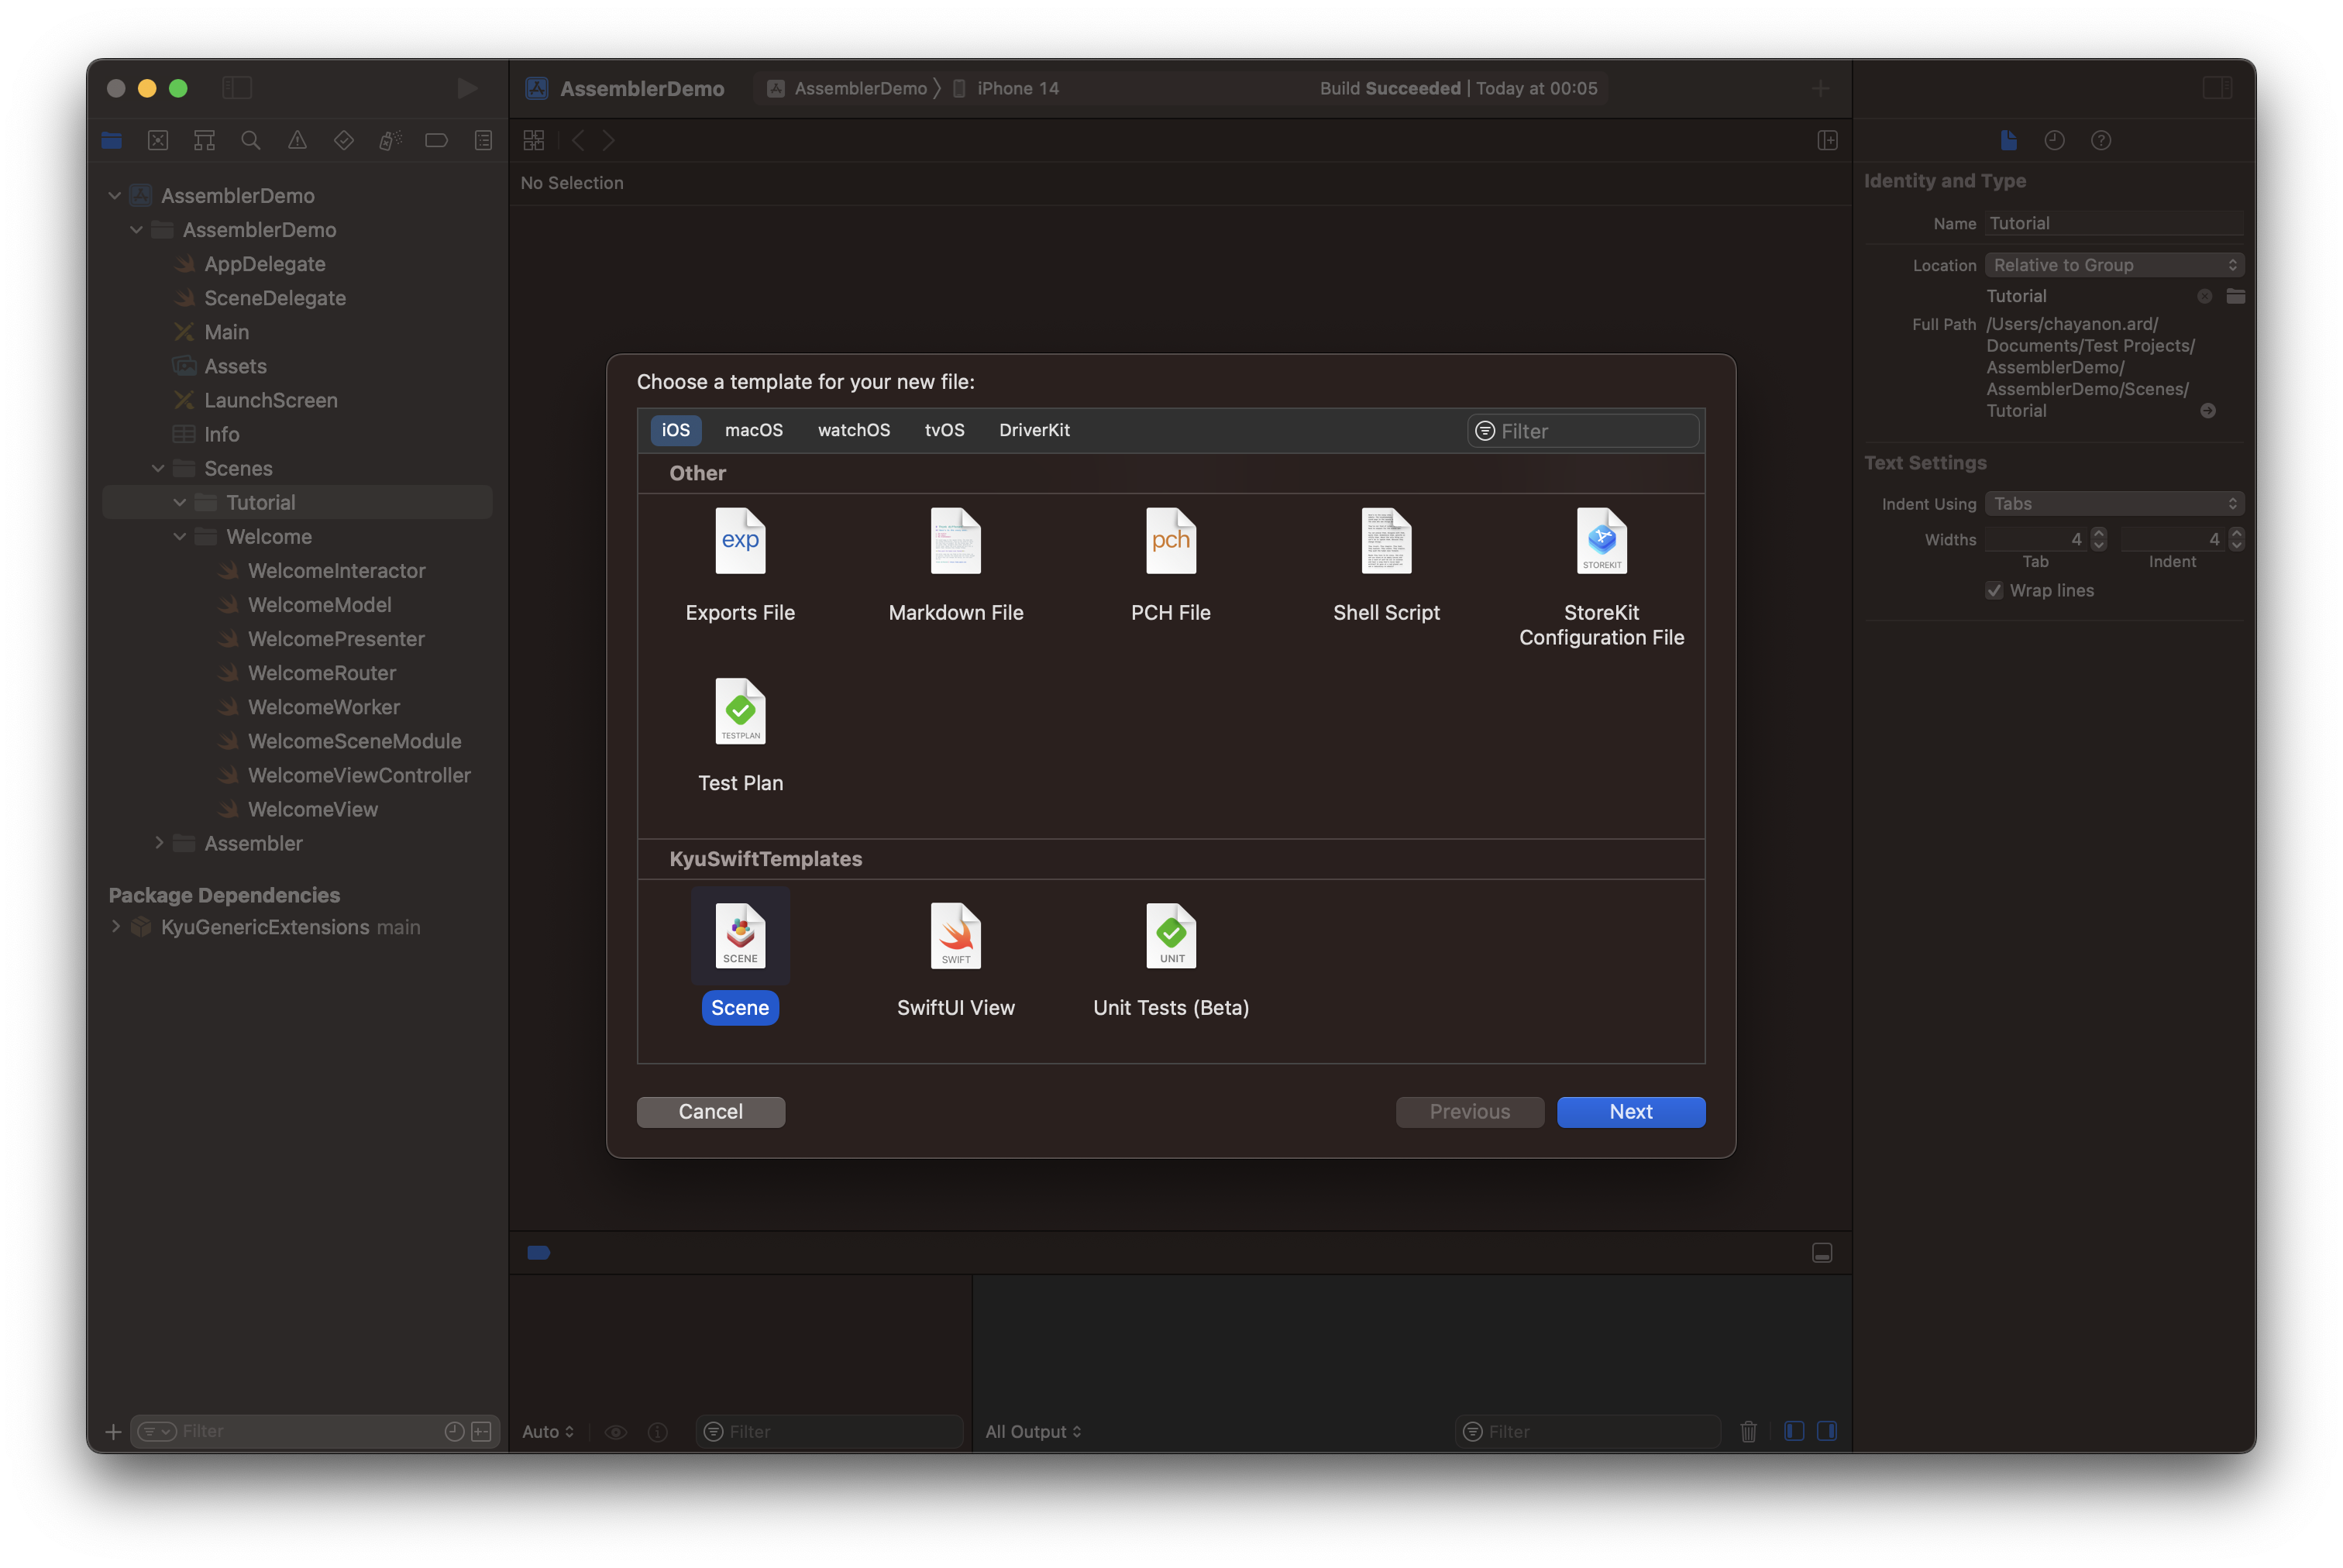 AssemblerDemo
AssemblerDemo
iPhone 14
Build Succeeded | Today at 00:05
No Selection
AssemblerDemo
AssemblerDemo
AppDelegate
SceneDelegate
Main
Assets
LaunchScreen
Info
Scenes
Tutorial
Welcome
WelcomeInteractor
WelcomeModel
WelcomePresenter
WelcomeRouter
WelcomeWorker
WelcomeSceneModule
WelcomeViewController
WelcomeView
Assembler
Package Dependencies
KyuGenericExtensions main
Filter
Choose a template for your new file:
iOS
macOS
watchOS
tvOS
DriverKit
Filter
Other
exp
pch
STOREKIT
Exports File
Markdown File
PCH File
Shell Script
StoreKit
Configuration File
TESTPLAN
Test Plan
KyuSwiftTemplates
SCENE
SWIFT
UNIT
Scene
SwiftUI View
Unit Tests (Beta)
Cancel
Previous
Next
Auto
Filter
All Output
Filter
Identity and Type
Name Tutorial
Location Relative to Group
Tutorial
Full Path /Users/chayanon.ard/
Documents/Test Projects/
AssemblerDemo/
AssemblerDemo/Scenes/
Tutorial
Text Settings
Indent Using Tabs
Widths 4 4
Tab Indent
Wrap lines